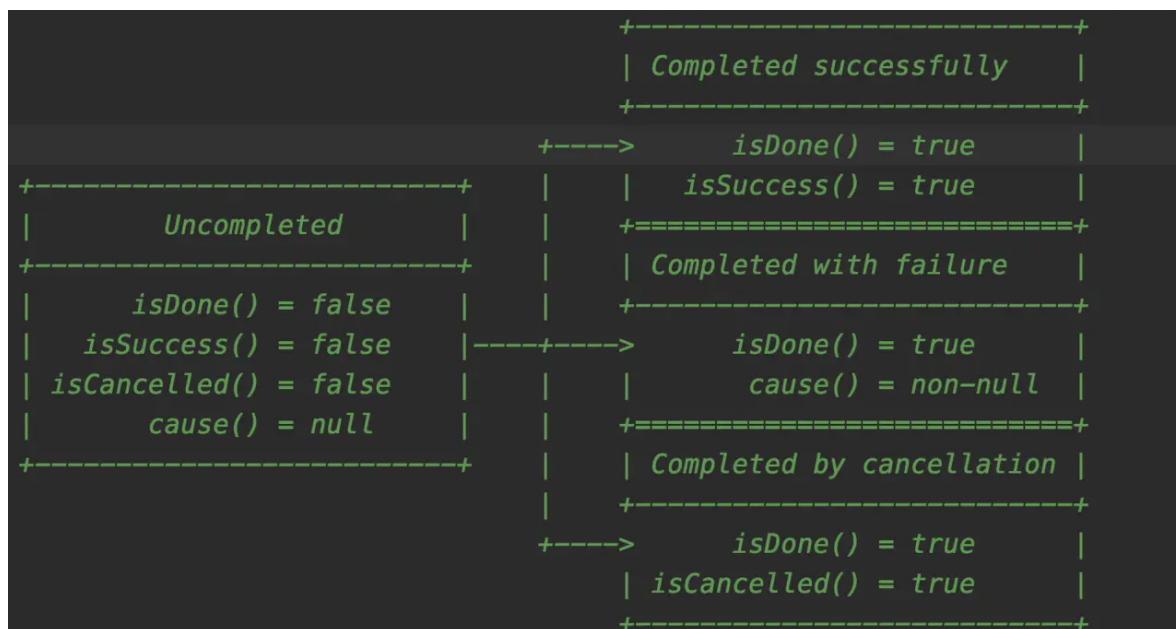 +---------------------------+
| Completed successfully    |
+---------------------------+
+---->      isDone() = true      |
+--------------------------+    |    |   isSuccess() = true      |
|        Uncompleted       |    |    +===========================+
+--------------------------+    |    | Completed with failure    |
|      isDone() = false    |    |    +---------------------------+
|   isSuccess() = false    |----+---->      isDone() = true      |
| isCancelled() = false    |    |    |       cause() = non-null  |
|       cause() = null     |    |    +===========================+
+--------------------------+    |    | Completed by cancellation |
|    +---------------------------+
+---->      isDone() = true      |
| isCancelled() = true      |
+---------------------------+